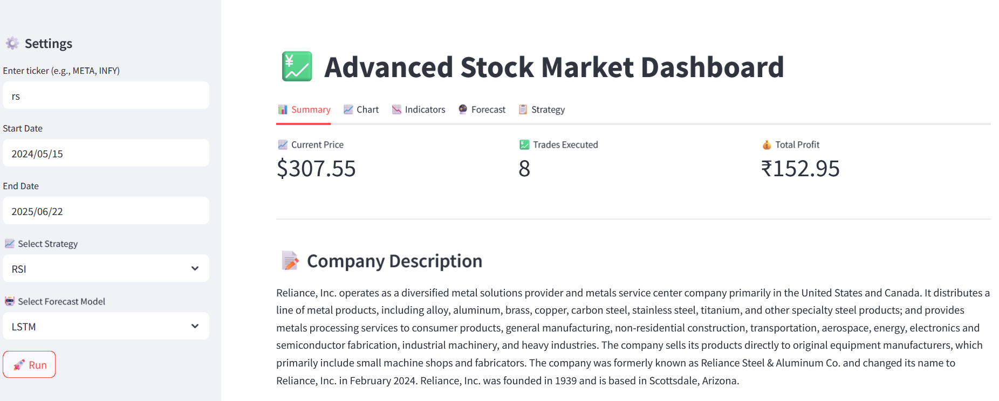 Settings
Enter ticker (e.g., META, INFY)
rs
Start Date
2024/05/15
End Date
2025/06/22
Select Strategy
RSI
Select Forecast Model
LSTM
Run
¥
Advanced Stock Market Dashboard
Summary
Chart
Indicators
Forecast
Strategy
Current Price
$307.55
Trades Executed
8
Total Profit
₹152.95
Company Description
Reliance, Inc. operates as a diversified metal solutions provider and metals service center company primarily in the United States and Canada. It distributes a
line of metal products, including alloy, aluminum, brass, copper, carbon steel, stainless steel, titanium, and other specialty steel products; and provides
metals processing services to consumer products, general manufacturing, non-residential construction, transportation, aerospace, energy, electronics and
semiconductor fabrication, industrial machinery, and heavy industries. The company sells its products directly to original equipment manufacturers, which
primarily include small machine shops and fabricators. The company was formerly known as Reliance Steel & Aluminum Co. and changed its name to
Reliance, Inc. in February 2024. Reliance, Inc. was founded in 1939 and is based in Scottsdale, Arizona.